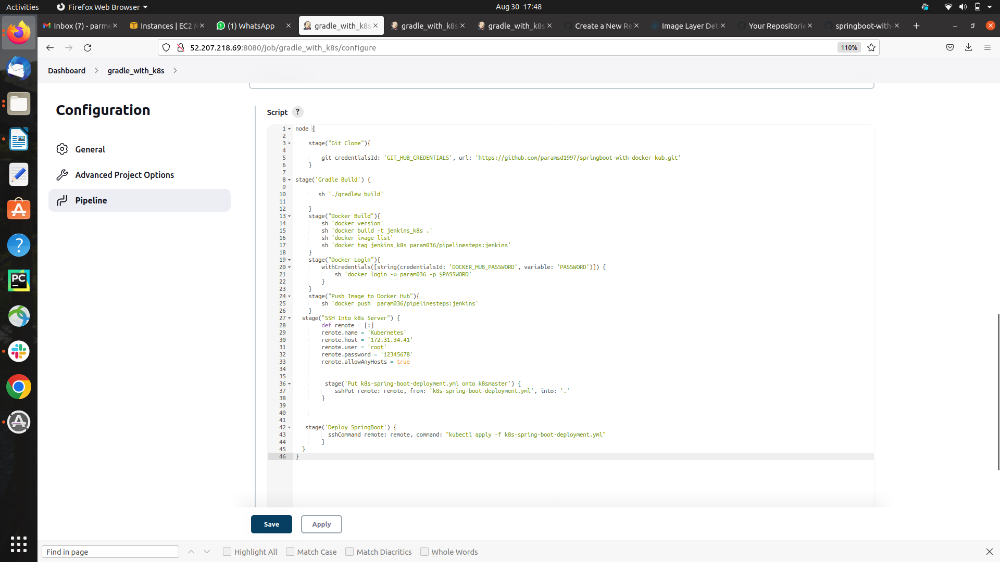 Activities
Firefox Web Browser
Aug 30 17:48
Inbox (7) - parme
Instances | EC2 M
(1) WhatsApp
gradle_with_k8s
gradle_with_k8s
gradle_with_k8s
Create a New Re
Image Layer Det
Your Repositorie
springboot-with-
52.207.218.69:8080/job/gradle_with_k8s/configure
110%
Dashboard
gradle_with_k8s
Configuration
General
Advanced Project Options
Pipeline
Script ?
1 node {
2
3 stage("Git Clone"){
4
5 git credentialsId: 'GIT_HUB_CREDENTIALS', url: 'https://github.com/paramsd1997/springboot-with-docker-kub.git'
6 }
7
8 stage('Gradle Build') {
9
10 sh './gradlew build'
11
12 }
13 stage("Docker Build"){
14 sh 'docker version'
15 sh 'docker build -t jenkins_k8s .'
16 sh 'docker image list'
17 sh 'docker tag jenkins_k8s param036/pipelinesteps:jenkins'
18 }
19 stage("Docker Login"){
20 withCredentials([string(credentialsId: 'DOCKER_HUB_PASSWORD', variable: 'PASSWORD')]) {
21 sh 'docker login -u param036 -p $PASSWORD'
22 }
23 }
24 stage("Push Image to Docker Hub"){
25 sh 'docker push  param036/pipelinesteps:jenkins'
26 }
27 stage("SSH Into k8s Server") {
28 def remote = [:]
29 remote.name = 'Kubernetes'
30 remote.host = '172.31.34.41'
31 remote.user = 'root'
32 remote.password = '12345678'
33 remote.allowAnyHosts = true
34
35
36 stage('Put k8s-spring-boot-deployment.yml onto k8smaster') {
37 sshPut remote: remote, from: 'k8s-spring-boot-deployment.yml', into: '.'
38 }
39
40
41
42 stage('Deploy SpringBoot') {
43 sshCommand remote: remote, command: "kubectl apply -f k8s-spring-boot-deployment.yml"
44 }
45 }
46 }
Save
Apply
Find in page
Highlight All
Match Case
Match Diacritics
Whole Words
PC